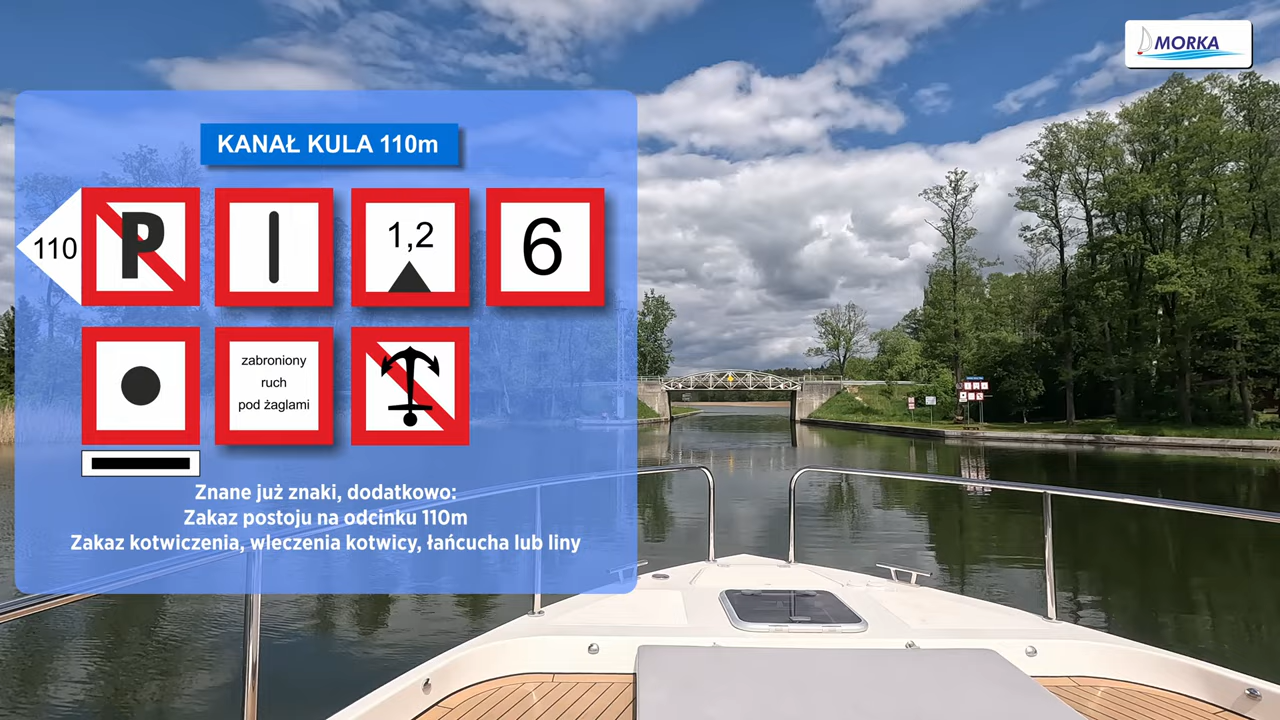 MORKA
KANAŁ KULA 110m
110
P
1,2
6
zabroniony
ruch
pod żaglami
Znane już znaki, dodatkowo:
Zakaz postoju na odcinku 110m
Zakaz kotwiczenia, wleczenia kotwicy, łańcucha lub liny